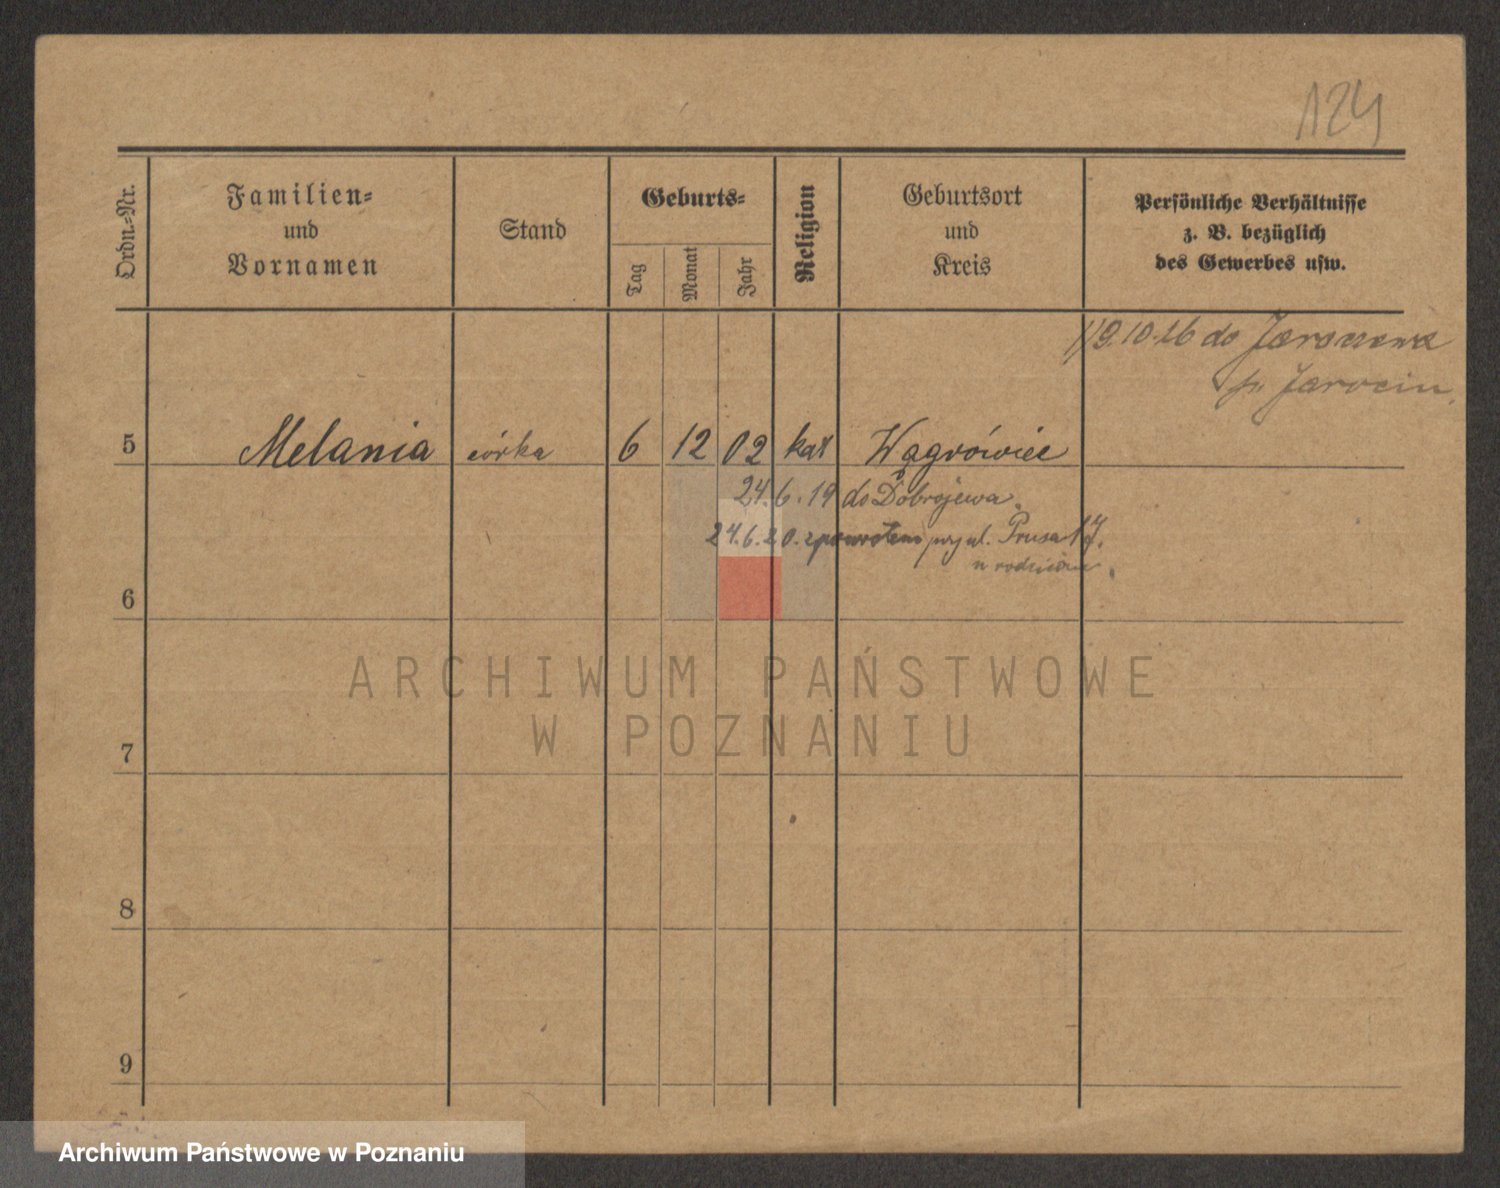 124
Ordn.-Nr.
Familien-
und
Vornamen
Stand
Geburts-
Tag
Monat
Jahr
Religion
Geburtsort
und
Kreis
Persönliche Verhältnisse
z. B. bezüglich
des Gewerbes usw.
1/9.10.26 do
p. Jarocin
5 Melania córka 6 12 02 kat Wągrówiec
24.6.19 do Dobrojewa
24.6.20. zpowrotem przy ul. Prusa 17.
u rodziców
6
ARCHIWUM PAŃSTWOWE
W POZNANIU
7
8
9
Archiwum Państwowe w Poznaniu